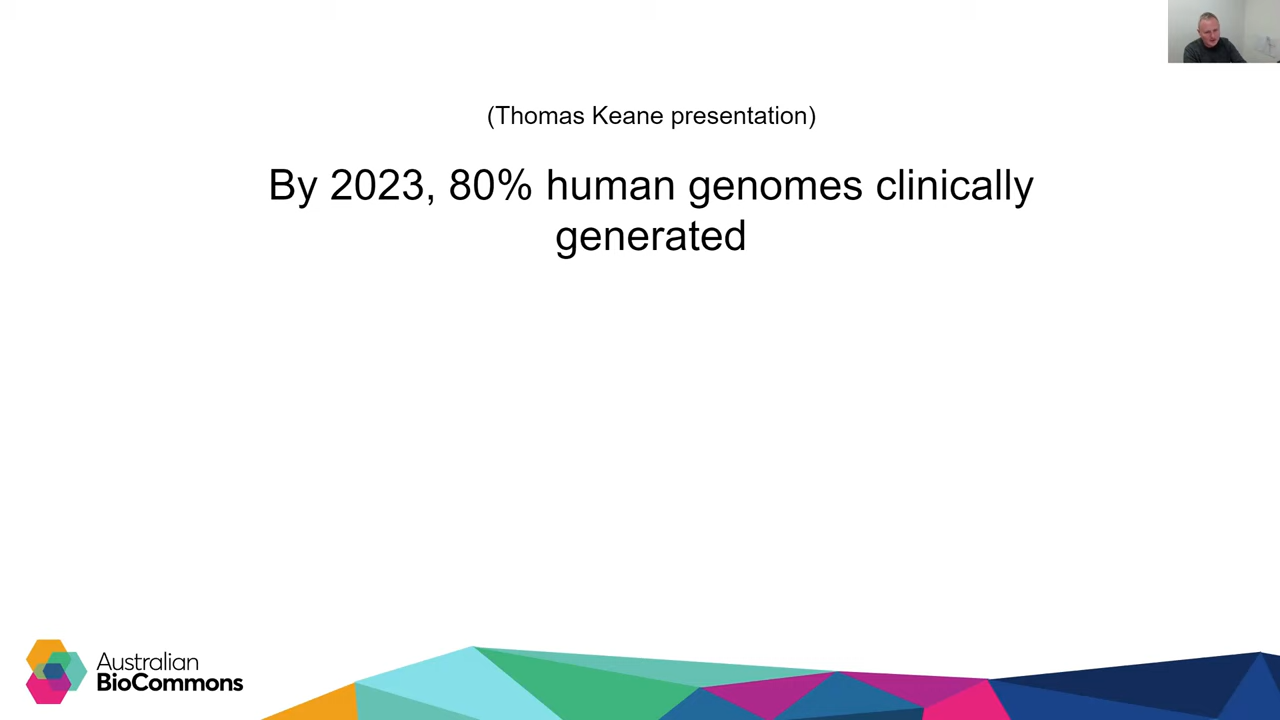 (Thomas Keane presentation)
By 2023, 80% human genomes clinically
generated
Australian
BioCommons